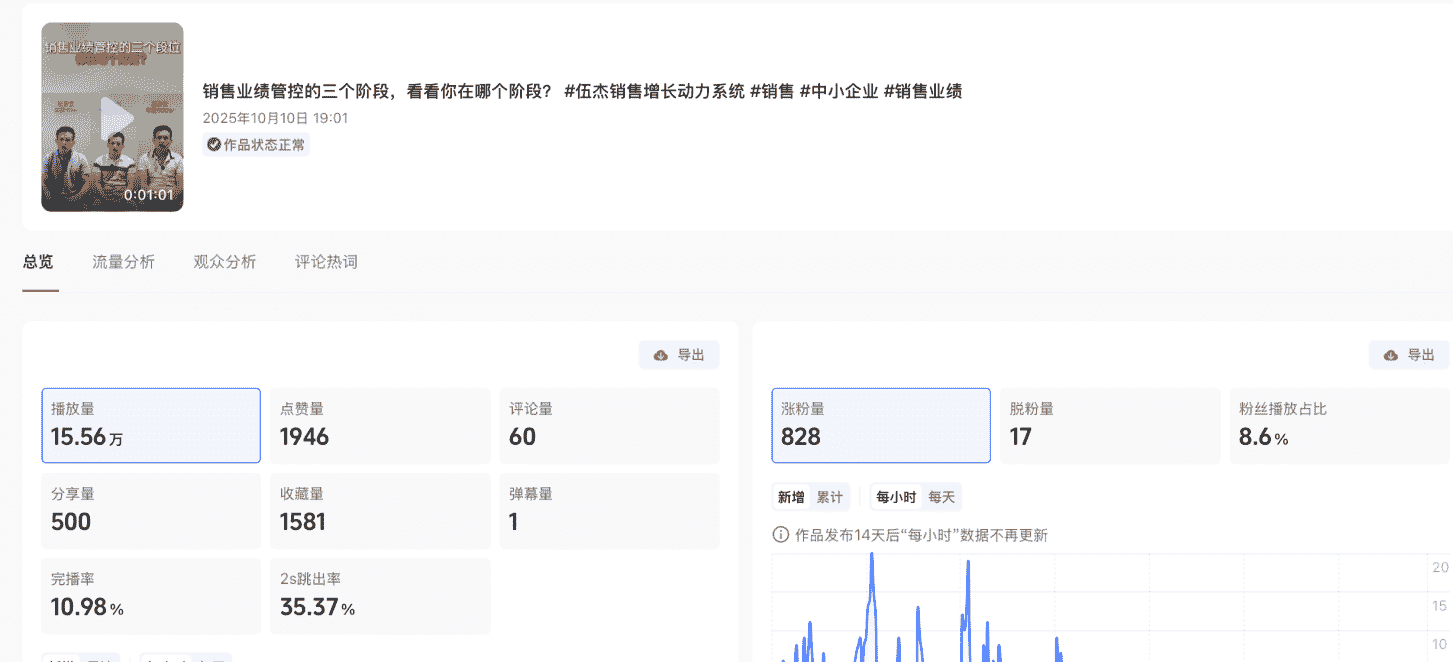 销售业绩管控的三个段位
销售业绩管控的三个阶段，看看你在哪个阶段？ #伍杰销售增长动力系统 #销售 #中小企业 #销售业绩
2025年10月10日 19:01
作品状态正常
0:01:01
总览 流量分析 观众分析 评论热词
导出
播放量 点赞量 评论量
15.56万 1946 60
分享量 收藏量 弹幕量
500 1581 1
完播率 2s跳出率
10.98% 35.37%
导出
涨粉量 脱粉量 粉丝播放占比
828 17 8.6%
新增 累计 每小时 每天
作品发布14天后“每小时”数据不再更新
20
15
10